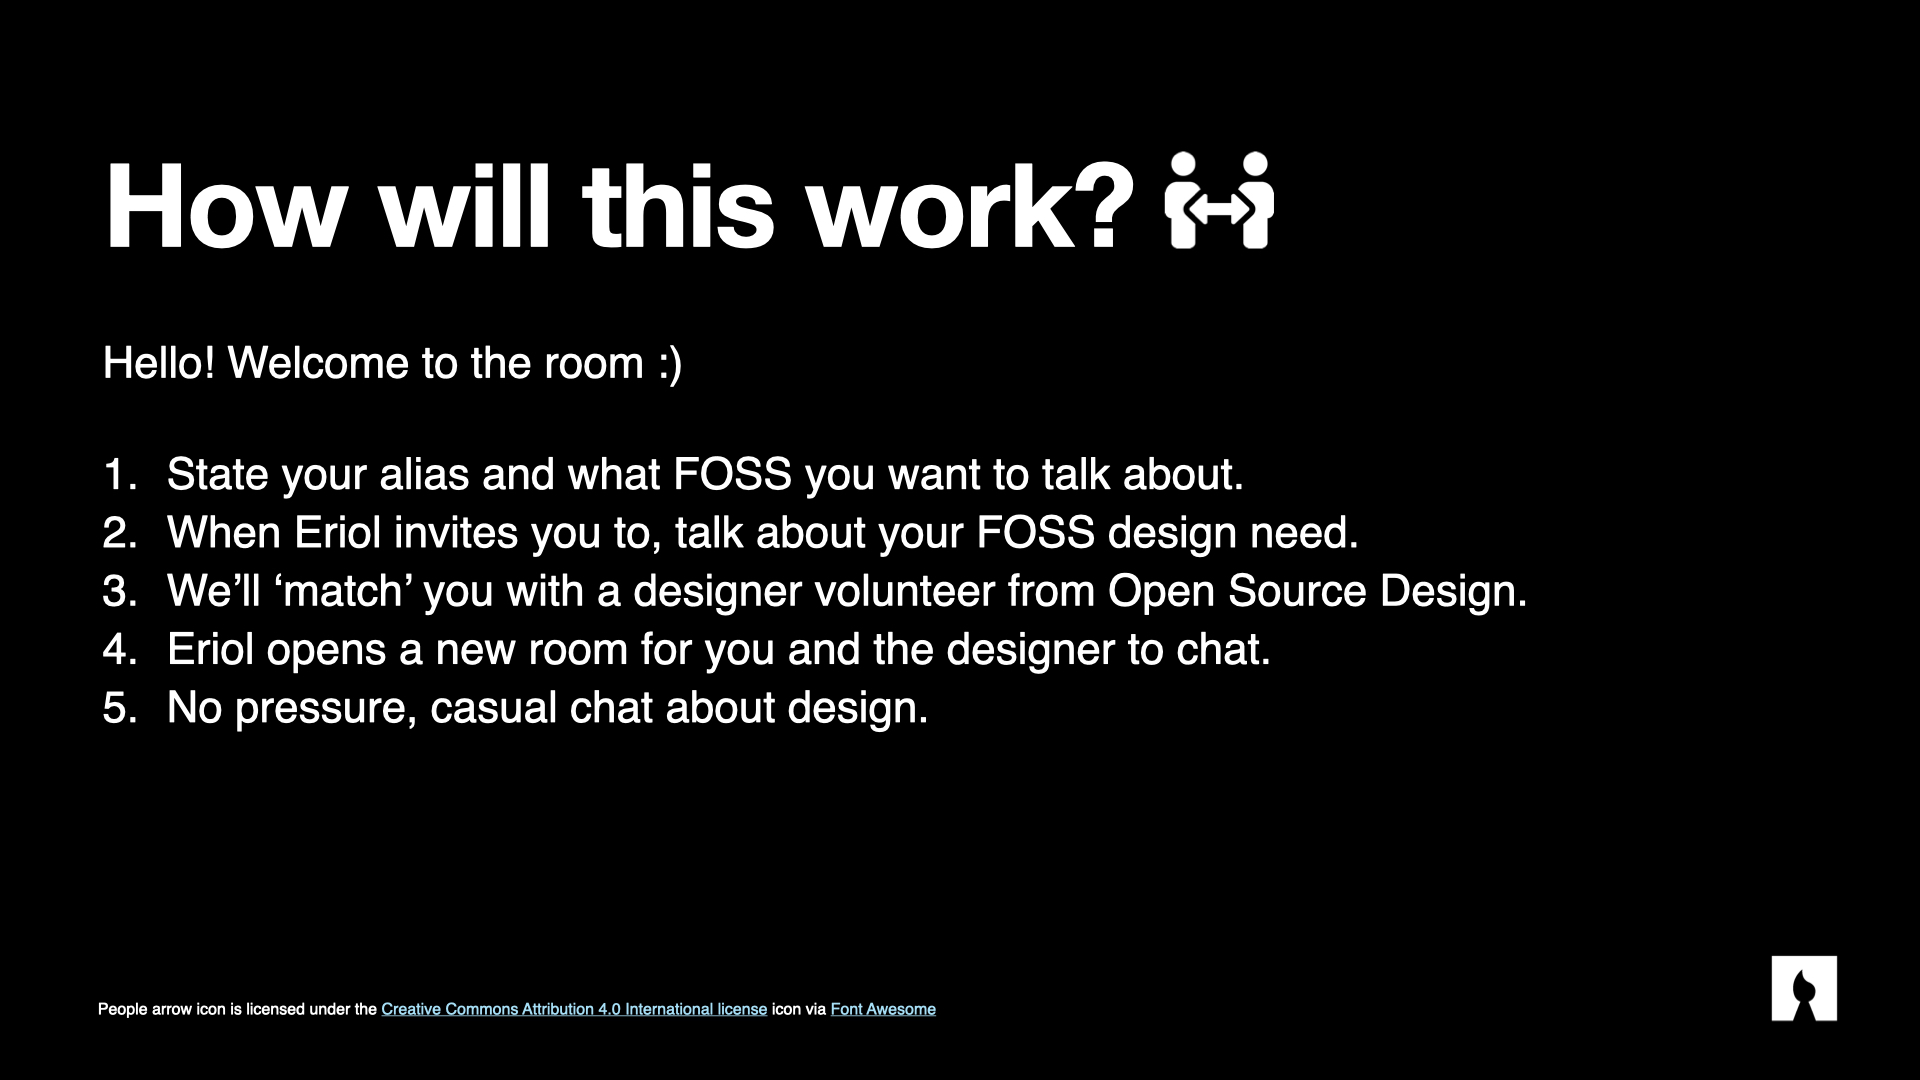 How will this work?
Hello! Welcome to the room :)
1. State your alias and what FOSS you want to talk about.
2. When Eriol invites you to, talk about your FOSS design need.
3. We’ll ‘match’ you with a designer volunteer from Open Source Design.
4. Eriol opens a new room for you and the designer to chat.
5. No pressure, casual chat about design.
People arrow icon is licensed under the Creative Commons Attribution 4.0 International license icon via Font Awesome